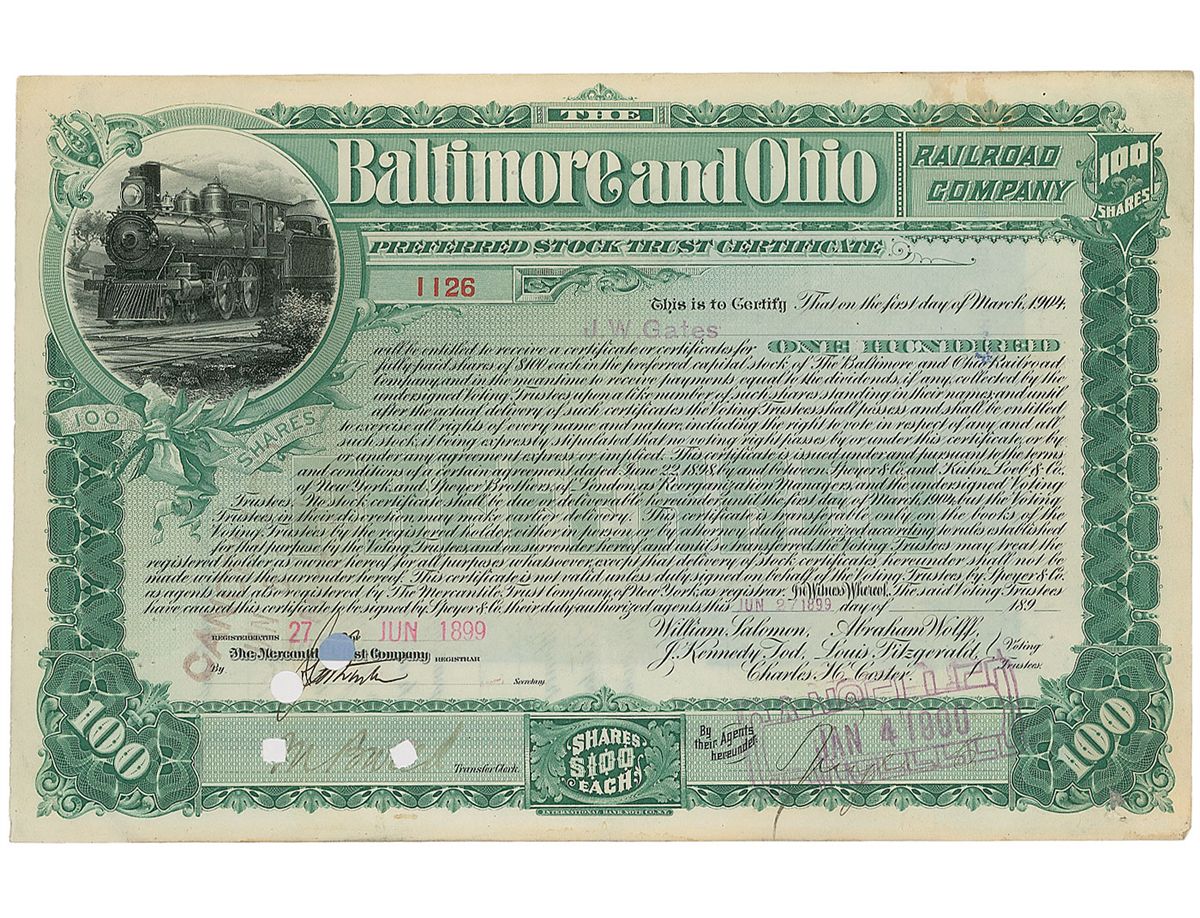 THE
Baltimore and Ohio
RAILROAD
COMPANY
100
SHARES
PREFERRED STOCK TRUST CERTIFICATE
1126
This is to Certify That on the first day of March, 1904,
J. W. Gates
will be entitled to receive a certificate or certificates for ONE HUNDRED
fully paid shares of $100 each in the preferred capital stock of The Baltimore and Ohio Railroad
Company, and in the meantime to receive payments equal to the dividends, if any, collected by the
undersigned Voting Trustees upon a like number of such shares standing in their names; and until
after the actual delivery of such certificates the Voting Trustees shall possess and shall be entitled
to exercise all rights of every name and nature, including the right to vote in respect of any and all
such stock, it being expressly stipulated that no voting right passes by or under this certificate, or by
or under any agreement express or implied. This certificate is issued under and pursuant to the terms
and conditions of a certain agreement dated June 22, 1898 by and between Speyer & Co. and Kuhn, Loeb & Co.
of New York, and Speyer Brothers, of London, as Reorganization Managers, and the undersigned Voting
Trustees. No stock certificate shall be due or deliverable hereunder until the first day of March, 1904, but the Voting
Trustees, in their discretion, may make earlier delivery. This certificate is transferable only on the books of the
Voting Trustees by the registered holder, either in person or by attorney duly authorized, according to rules established
for that purpose by the Voting Trustees, and on surrender hereof; and until so transferred the Voting Trustees may treat the
registered holder as owner hereof for all purposes whatsoever, except that delivery of stock certificates hereunder shall not be
made without the surrender hereof. This certificate is not valid unless duly signed on behalf of the Voting Trustees by Speyer & Co.
as agents and also registered by The Mercantile Trust Company, of New York, as registrar. In Witness Whereof, The said Voting Trustees
have caused this certificate to be signed by Speyer & Co. their duly authorized agents this JUN 27 1899 day of 189
REGISTERED THIS 27 JUN 1899
The Mercantile Trust Company REGISTRAR
By Secretary.
William Salomon, Abraham Wolff,
J. Kennedy Tod, Louis Fitzgerald,
Charles H. Coster.
Voting
Trustees.
100
SHARES
100
Transfer Clerk.
SHARES
$100
EACH
By
their Agents
hereunder.
JAN 4 1900
100
INTERNATIONAL BANK NOTE CO. N.Y.